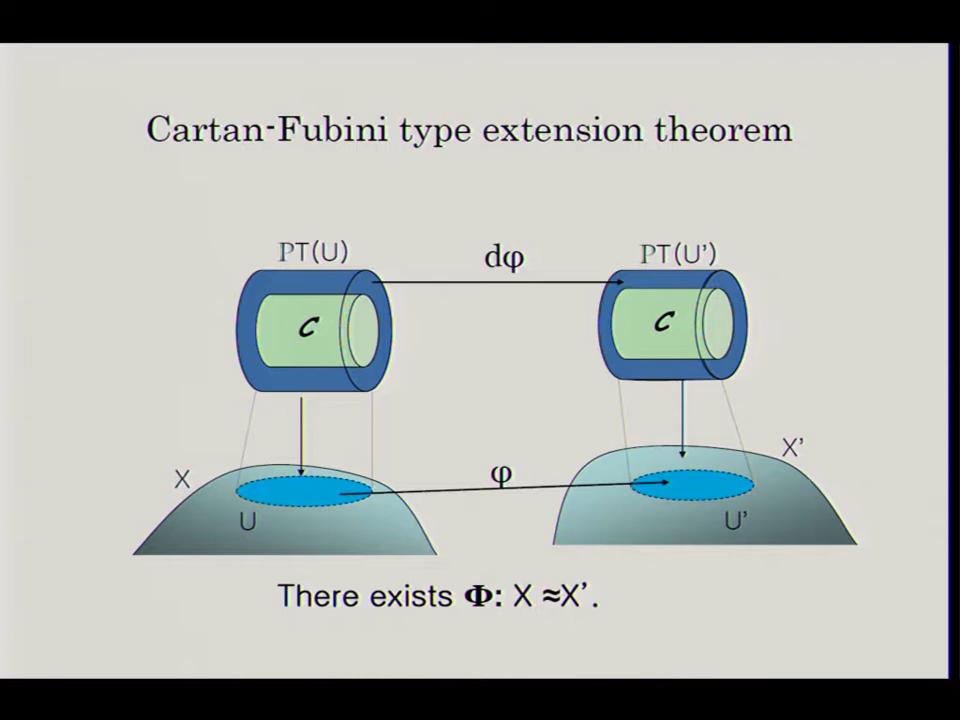 Cartan-Fubini type extension theorem
PT(U)
dφ
PT(U')
C
C
X
φ
X'
U
U'
There exists Φ: X ≈X'.